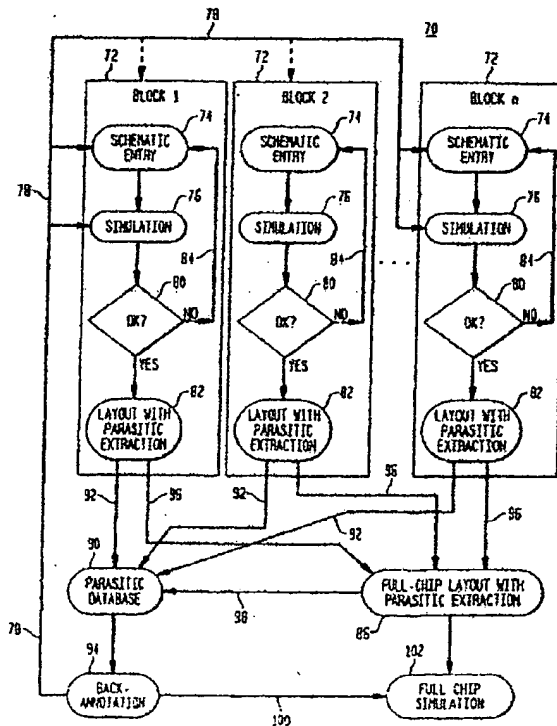 78 70
72 72 72
BLOCK 1 BLOCK 2 BLOCK n
74 74 74
SCHEMATIC ENTRY SCHEMATIC ENTRY SCHEMATIC ENTRY
78 76 76 76
SIMULATION SIMULATION SIMULATION
84 84 84
80 80 80
OK? NO OK? NO OK? NO
YES YES YES
82 82 82
LAYOUT WITH PARASITIC EXTRACTION LAYOUT WITH PARASITIC EXTRACTION LAYOUT WITH PARASITIC EXTRACTION
96
92 96 92 92 96
90
PARASITIC DATABASE FULL-CHIP LAYOUT WITH PARASITIC EXTRACTION
98 86
78 94 102
BACK-ANNOTATION FULL CHIP SIMULATION
100